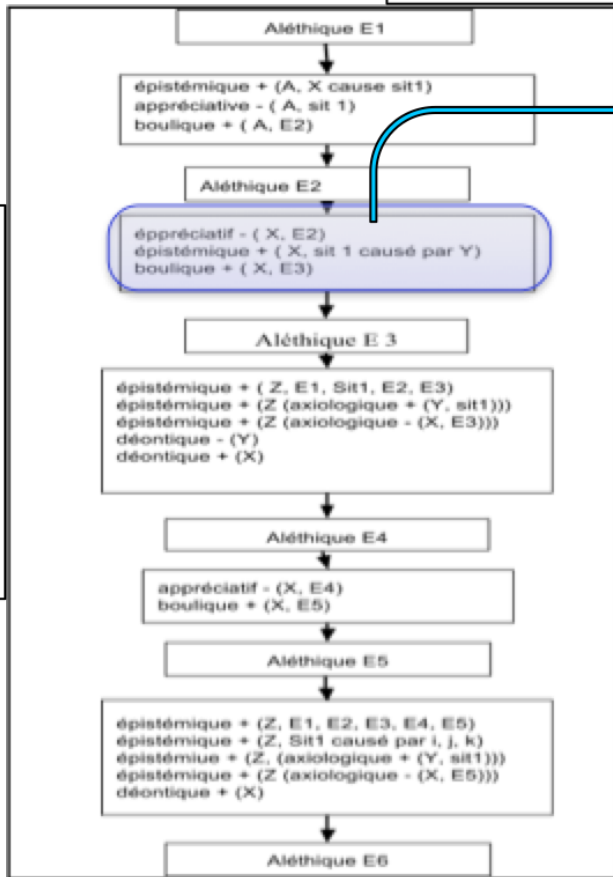 Aléthique E1
épistémique + (A, X cause sit1)
appréciative - ( A, sit 1)
boulique + ( A, E2)
Aléthique E2
éppréciatif - ( X, E2)
épistémique + ( X, sit 1 causé par Y)
boulique + ( X, E3)
Aléthique E 3
épistémique + ( Z, E1, Sit1, E2, E3)
épistémique + (Z (axiologique + (Y, sit1)))
épistémique + (Z (axiologique - (X, E3)))
déontique - (Y)
déontique + (X)
Aléthique E4
appréciatif - (X, E4)
boulique + (X, E5)
Aléthique E5
épistémique + (Z, E1, E2, E3, E4, E5)
épistémique + (Z, Sit1 causé par i, j, k)
épistémiue + (Z, (axiologique + (Y, sit1)))
épistémique + (Z (axiologique - (X, E5)))
déontique + (X)
Aléthique E6